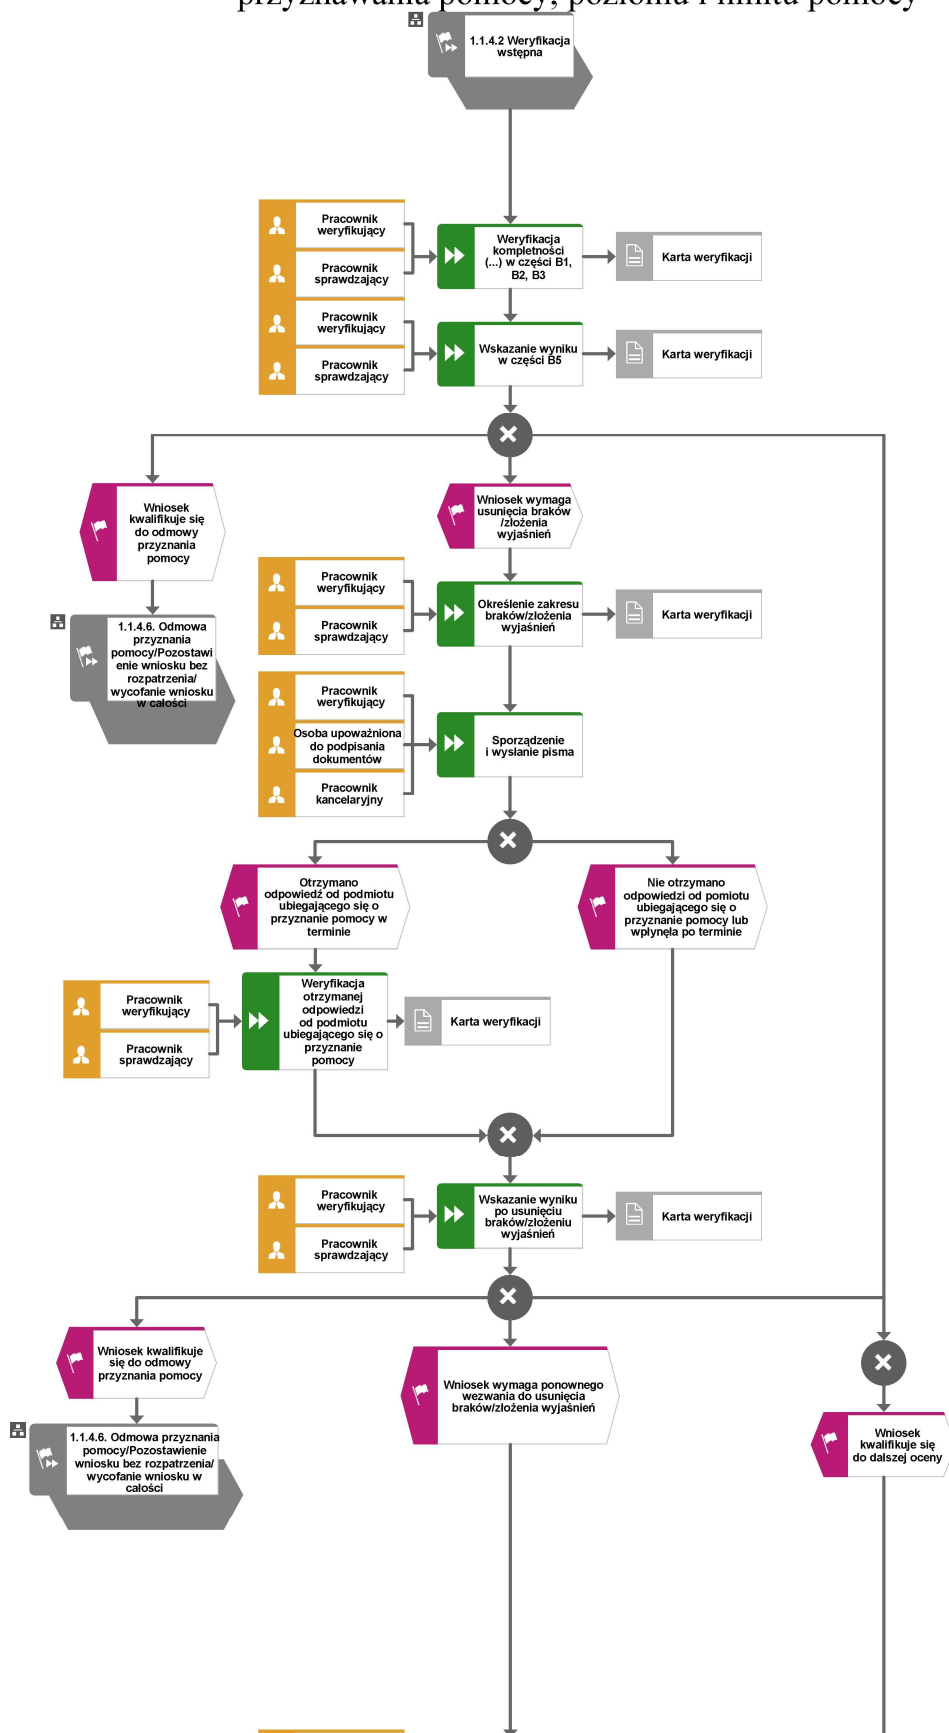 przyznawania pomocy, poziomu i limitu pomocy
1.1.4.2 Weryfikacja
wstępna
Pracownik
weryfikujący
Pracownik
sprawdzający
Weryfikacja
kompletności
(...) w części B1,
B2, B3
Karta weryfikacji
Pracownik
weryfikujący
Pracownik
sprawdzający
Wskazanie wyniku
w części B5
Karta weryfikacji
Wniosek
kwalifikuje się
do odmowy
przyznania
pomocy
Wniosek wymaga
usunięcia braków
/złożenia
wyjaśnień
1.1.4.6. Odmowa
przyznania
pomocy/Pozostawi
enie wniosku bez
rozpatrzenia/
wycofanie wniosku
w całości
Pracownik
weryfikujący
Pracownik
sprawdzający
Określenie zakresu
braków/złożenia
wyjaśnień
Karta weryfikacji
Pracownik
weryfikujący
Osoba upoważniona
do podpisania
dokumentów
Pracownik
kancelaryjny
Sporządzenie
i wysłanie pisma
Otrzymano
odpowiedź od podmiotu
ubiegającego się o
przyznanie pomocy w
terminie
Nie otrzymano
odpowiedzi od pomiotu
ubiegającego się o
przyznanie pomocy lub
wpłynęła po terminie
Pracownik
weryfikujący
Pracownik
sprawdzający
Weryfikacja
otrzymanej
odpowiedzi
od podmiotu
ubiegającego się o
przyznanie
pomocy
Karta weryfikacji
Pracownik
weryfikujący
Pracownik
sprawdzający
Wskazanie wyniku
po usunięciu
braków/złożeniu
wyjaśnień
Karta weryfikacji
Wniosek kwalifikuje
się do odmowy
przyznania pomocy
Wniosek wymaga ponownego
wezwania do usunięcia
braków/złożenia wyjaśnień
Wniosek
kwalifikuje się
do dalszej oceny
1.1.4.6. Odmowa przyznania
pomocy/Pozostawienie
wniosku bez rozpatrzenia/
wycofanie wniosku w
całości